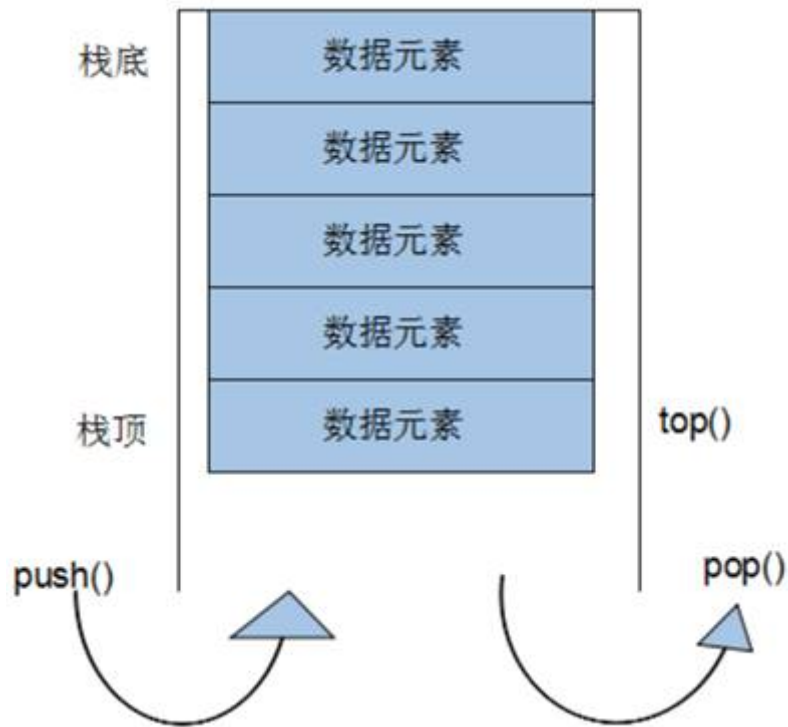 栈底
数据元素
数据元素
数据元素
数据元素
栈顶
数据元素
top()
push()
pop()